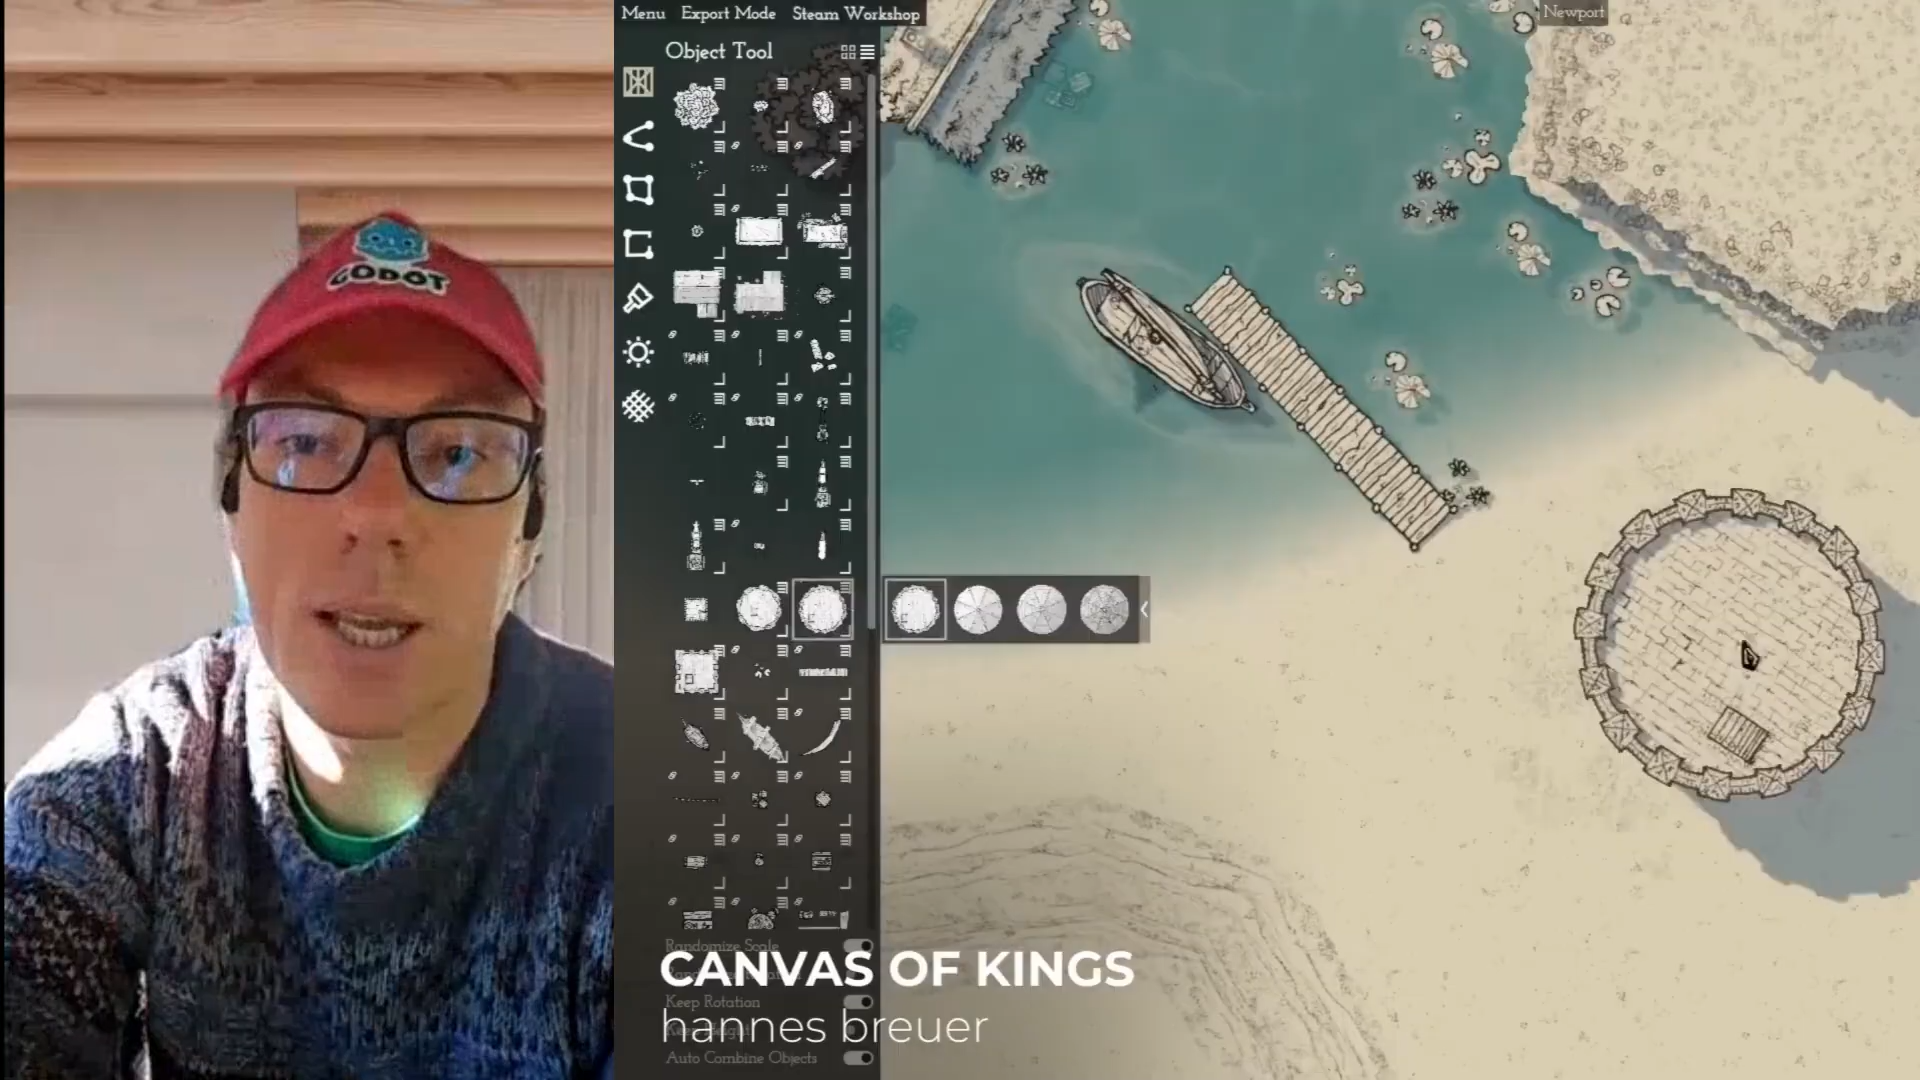 Menu Export Mode Steam Workshop
Newport
Object Tool
GODOT
Randomize Scale
CANVAS OF KINGS
Keep Rotation
hannes breuer
Auto Combine Objects